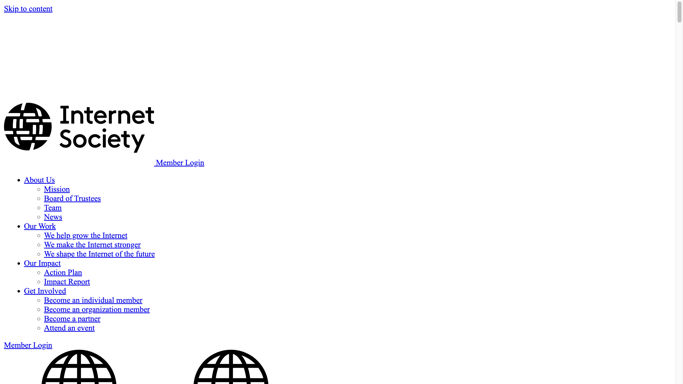 Skip to content
Internet
Society
Member Login
About Us
Mission
Board of Trustees
Team
News
Our Work
We help grow the Internet
We make the Internet stronger
We shape the Internet of the future
Our Impact
Action Plan
Impact Report
Get Involved
Become an individual member
Become an organization member
Become a partner
Attend an event
Member Login